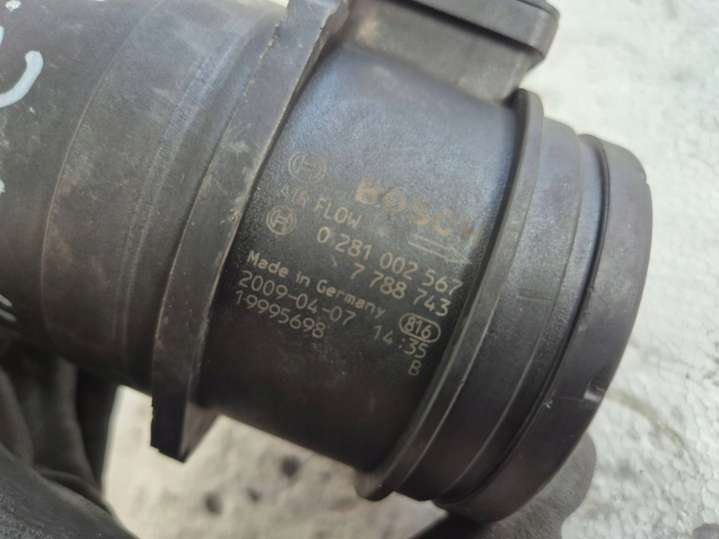 BOSCH
AIR FLOW
0 281 002 567
7 788 743
Made in Germany 816
2009-04-07 14:35
19995698 B